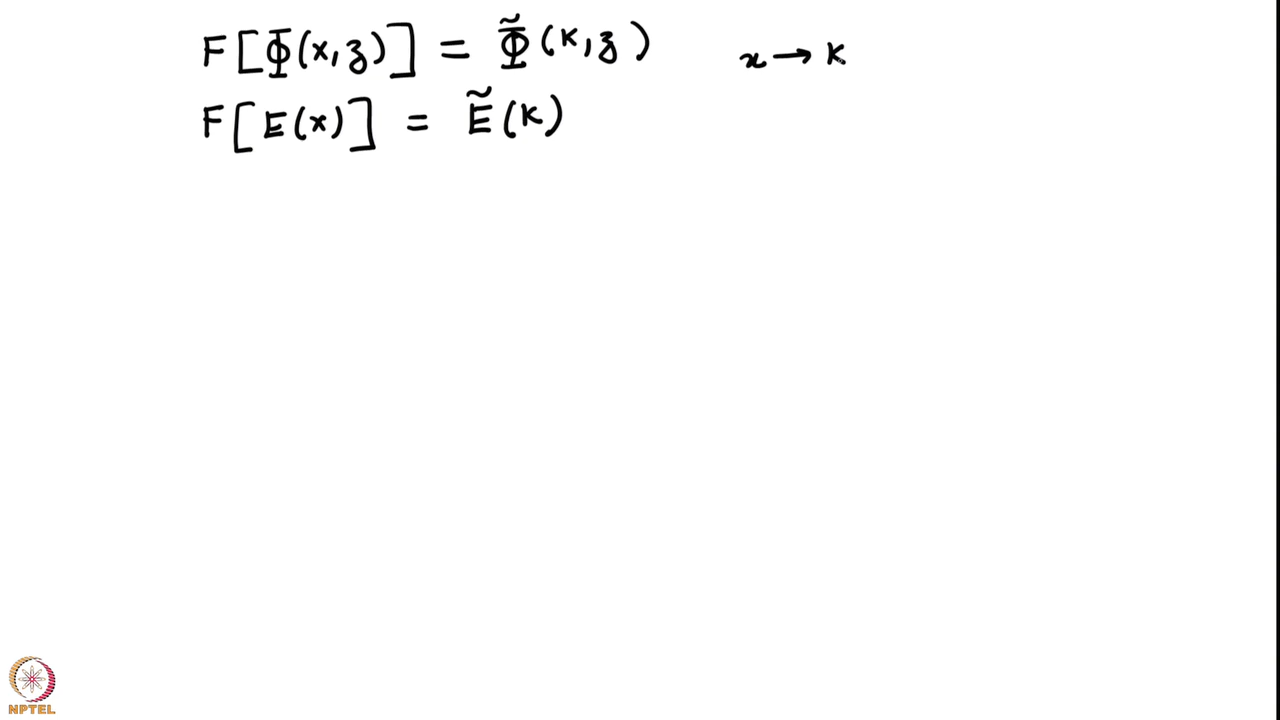 F[Φ(x,z)] = Φ̃(k,z) x → k
F[E(x)] = Ẽ(k)
NPTEL